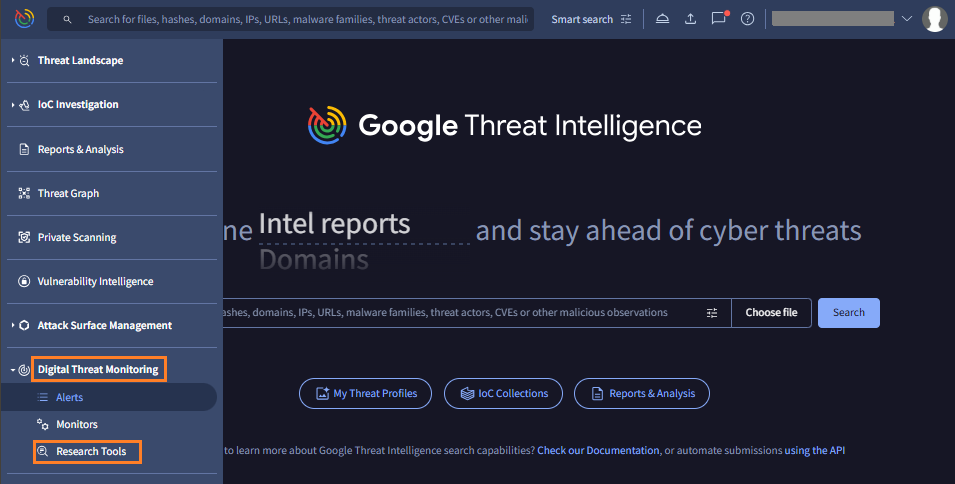 Search for files, hashes, domains, IPs, URLs, malware families, threat actors, CVEs or other mali
Smart search
Threat Landscape
IoC Investigation
Reports & Analysis
Threat Graph
Private Scanning
Vulnerability Intelligence
Attack Surface Management
Digital Threat Monitoring
Alerts
Monitors
Research Tools
Google Threat Intelligence
ne Intel reports and stay ahead of cyber threats
Domains
ashes, domains, IPs, URLs, malware families, threat actors, CVEs or other malicious observations
Choose file
Search
My Threat Profiles
IoC Collections
Reports & Analysis
to learn more about Google Threat Intelligence search capabilities? Check our Documentation, or automate submissions using the API